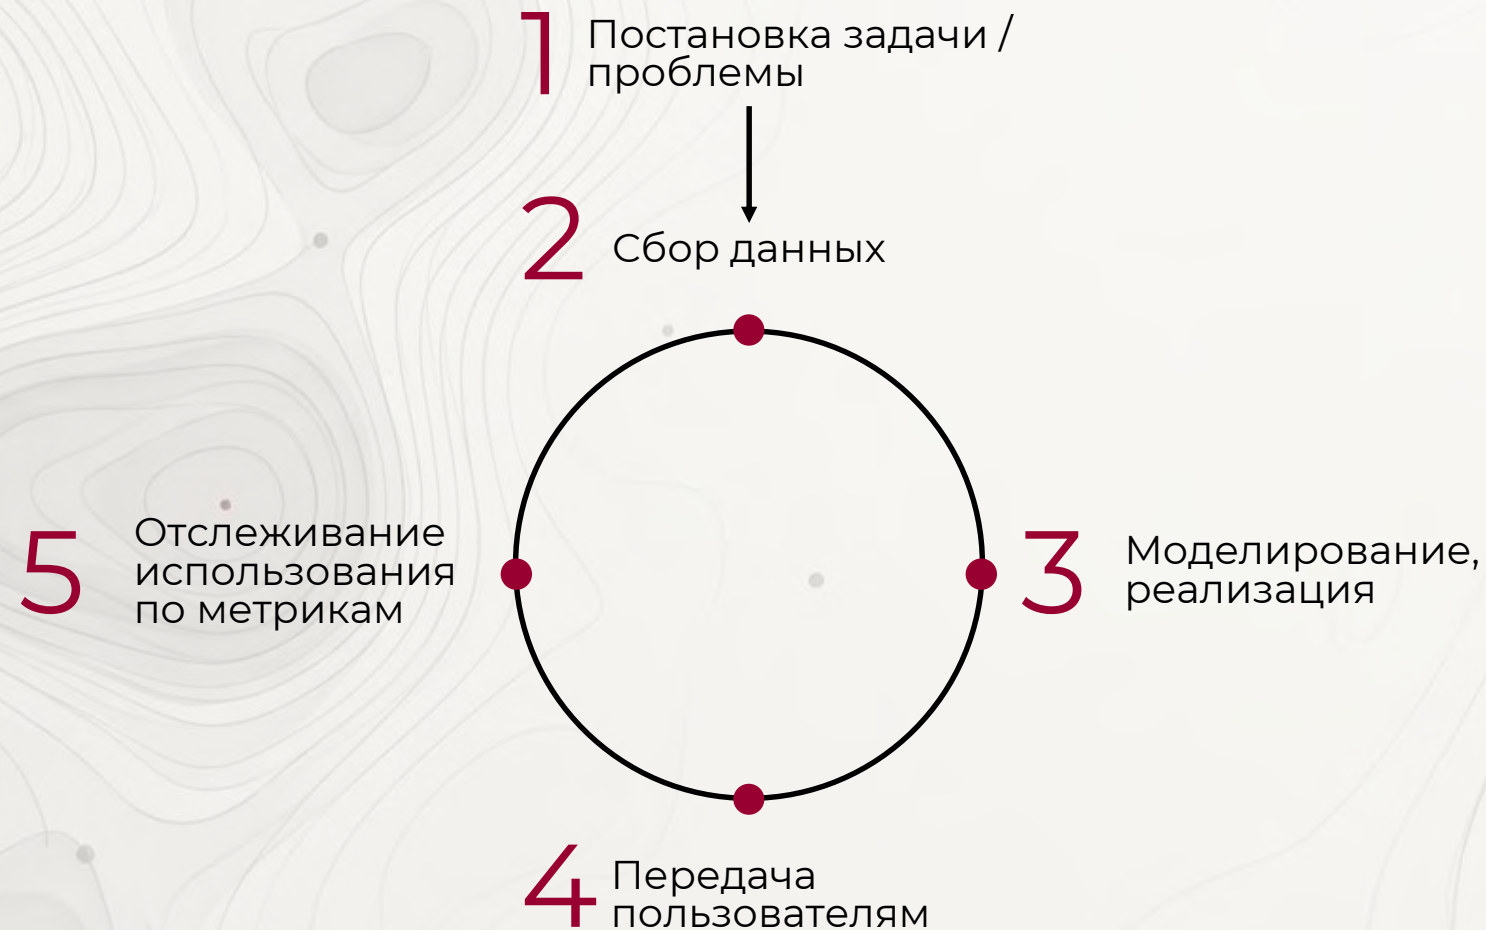 1
Постановка задачи /
проблемы
2
Сбор данных
3
Моделирование,
реализация
4
Передача
пользователям
5
Отслеживание
использования
по метрикам